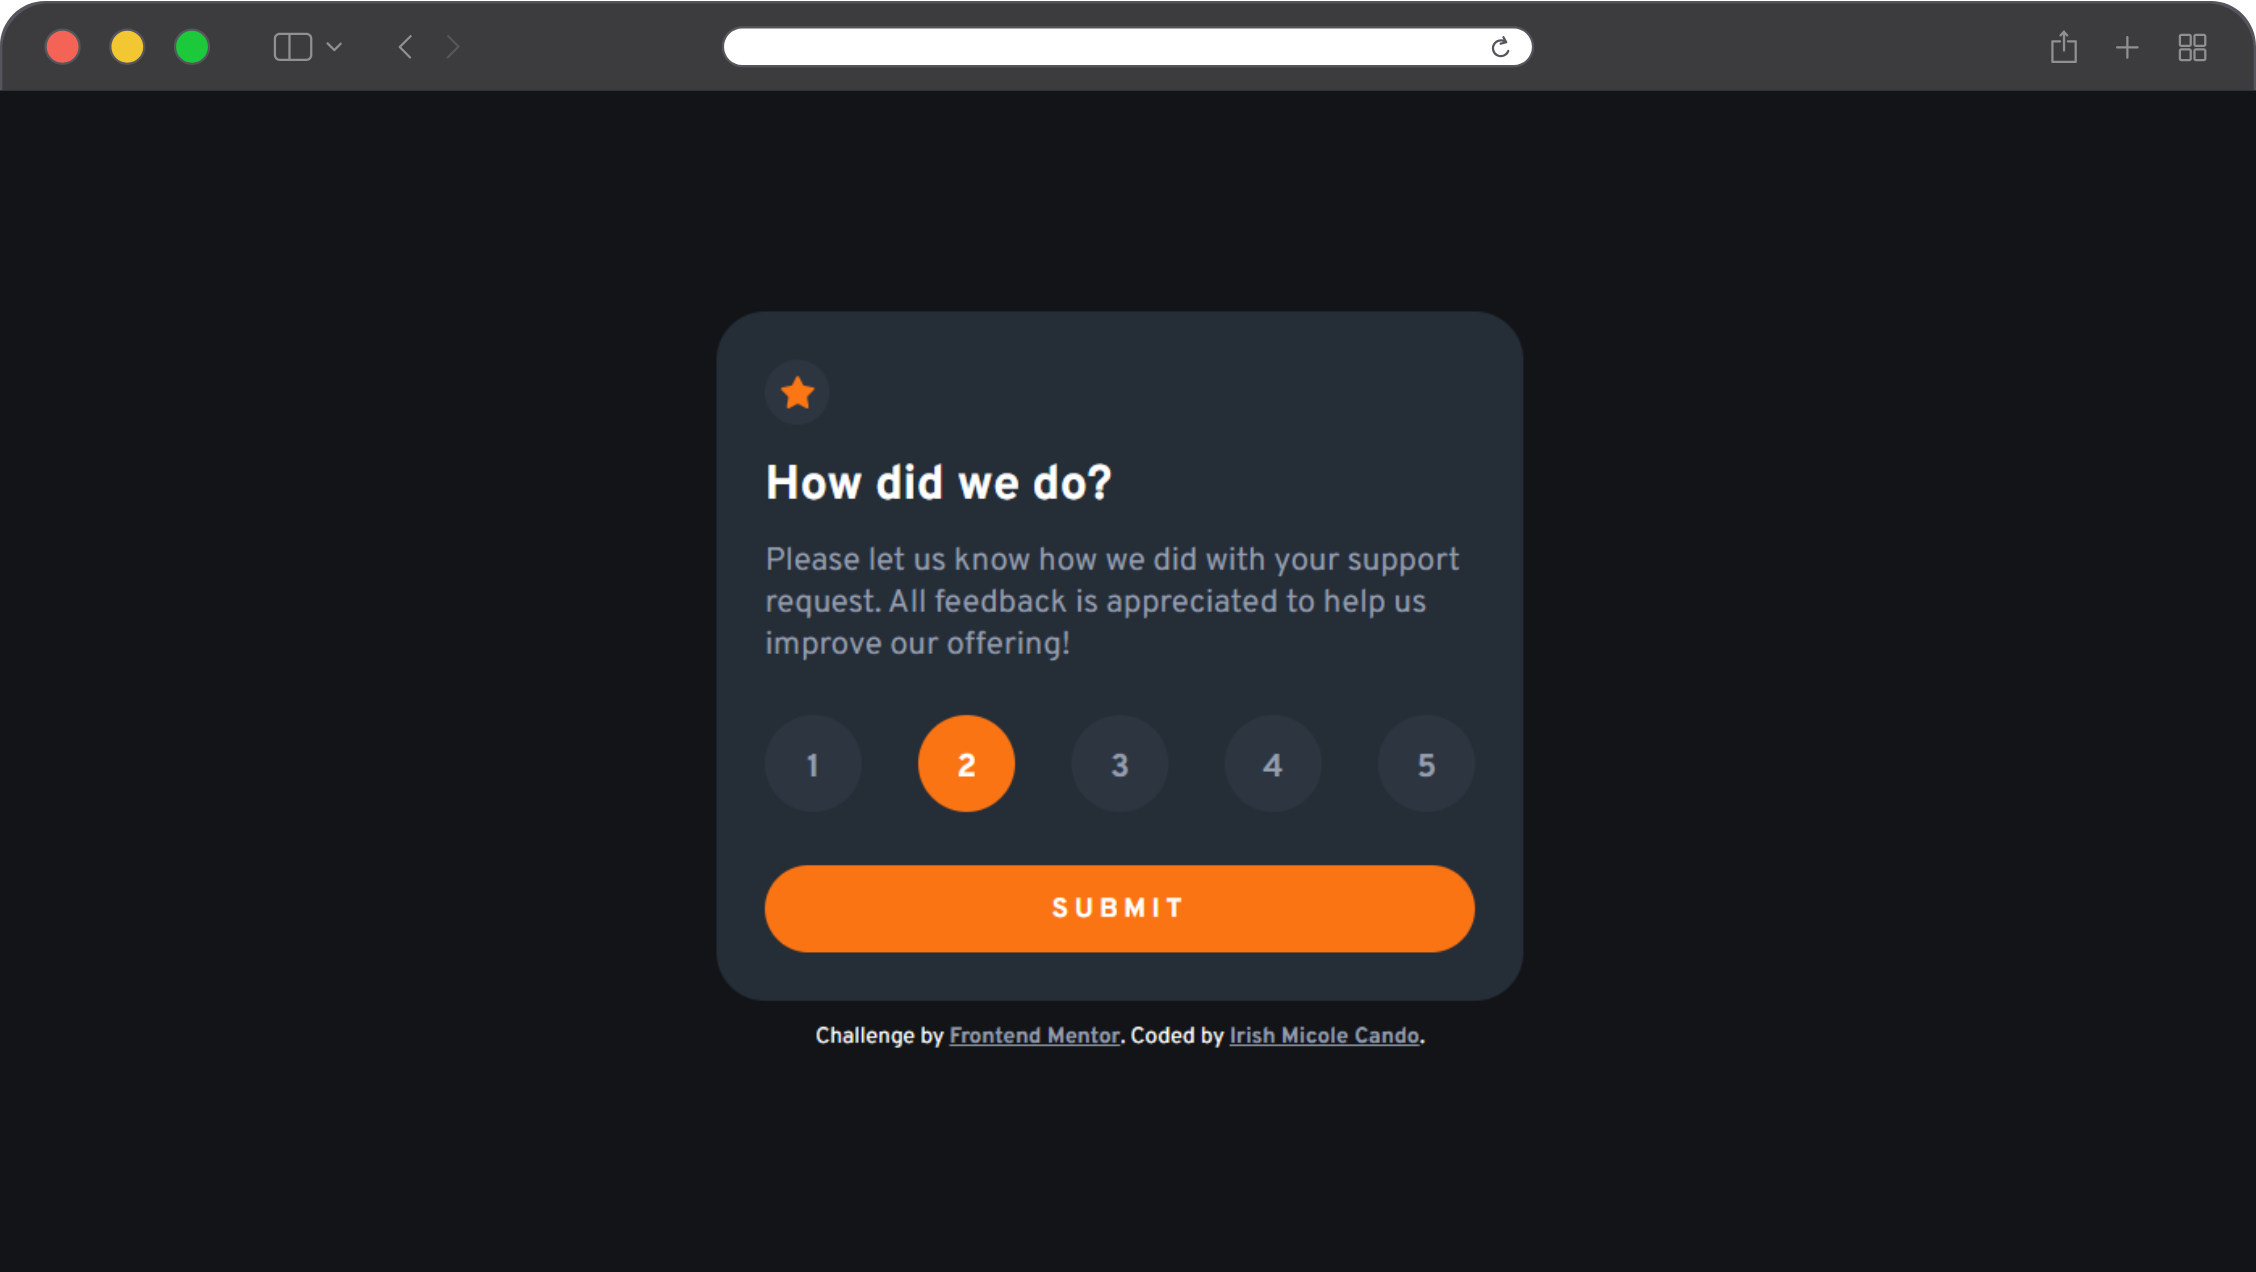 How did we do?
Please let us know how we did with your support
request. All feedback is appreciated to help us
improve our offering!
1 2 3 4 5
SUBMIT
Challenge by Frontend Mentor. Coded by Irish Micole Cando.